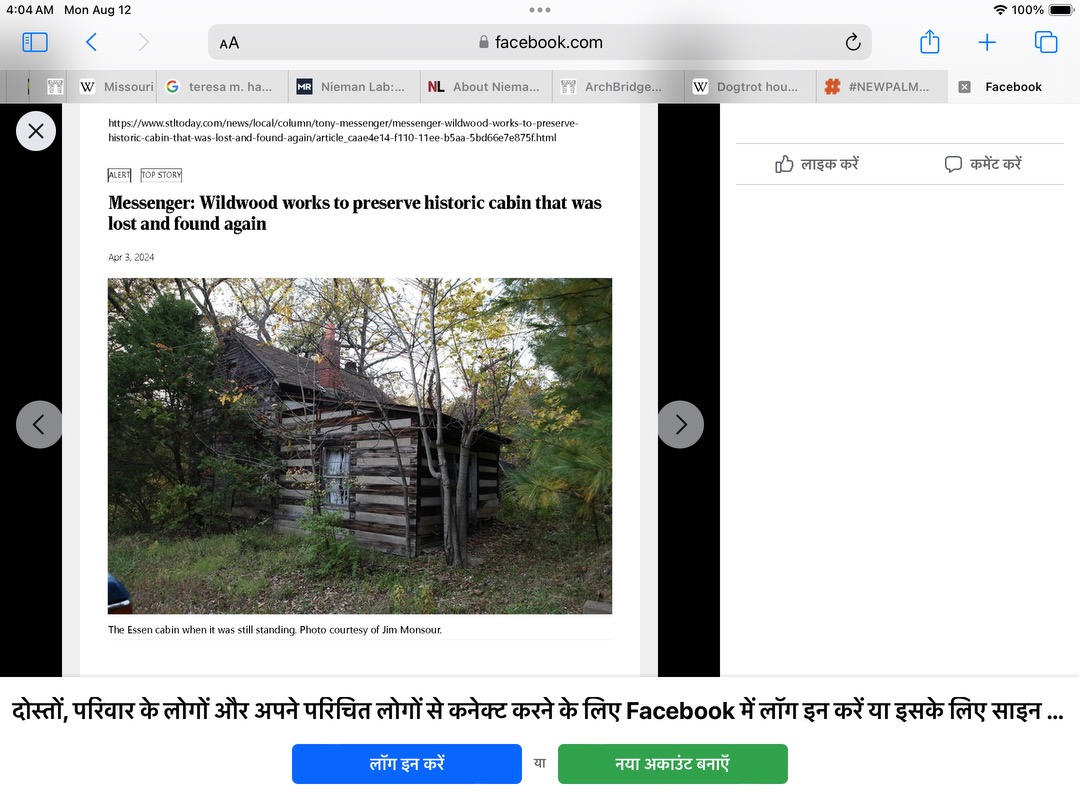 4:04 AM Mon Aug 12
100%
AA
facebook.com
Missouri
teresa m. ha...
MR
Nieman Lab:...
NL
About Niema...
ArchBridge...
W
Dogtrot hou...
#NEWPALM...
Facebook
https://www.stltoday.com/news/local/column/tony-messenger/messenger-wildwood-works-to-preserve-
historic-cabin-that-was-lost-and-found-again/article_caae4e14-f110-11ee-b5aa-5bd66e7e875f.html
ALERT TOP STORY
Messenger: Wildwood works to preserve historic cabin that was
lost and found again
Apr 3, 2024
The Essen cabin when it was still standing. Photo courtesy of Jim Monsour.
लाइक करें
कमेंट करें
दोस्तों, परिवार के लोगों और अपने परिचित लोगों से कनेक्ट करने के लिए Facebook में लॉग इन करें या इसके लिए साइन ...
लॉग इन करें
या
नया अकाउंट बनाएँ